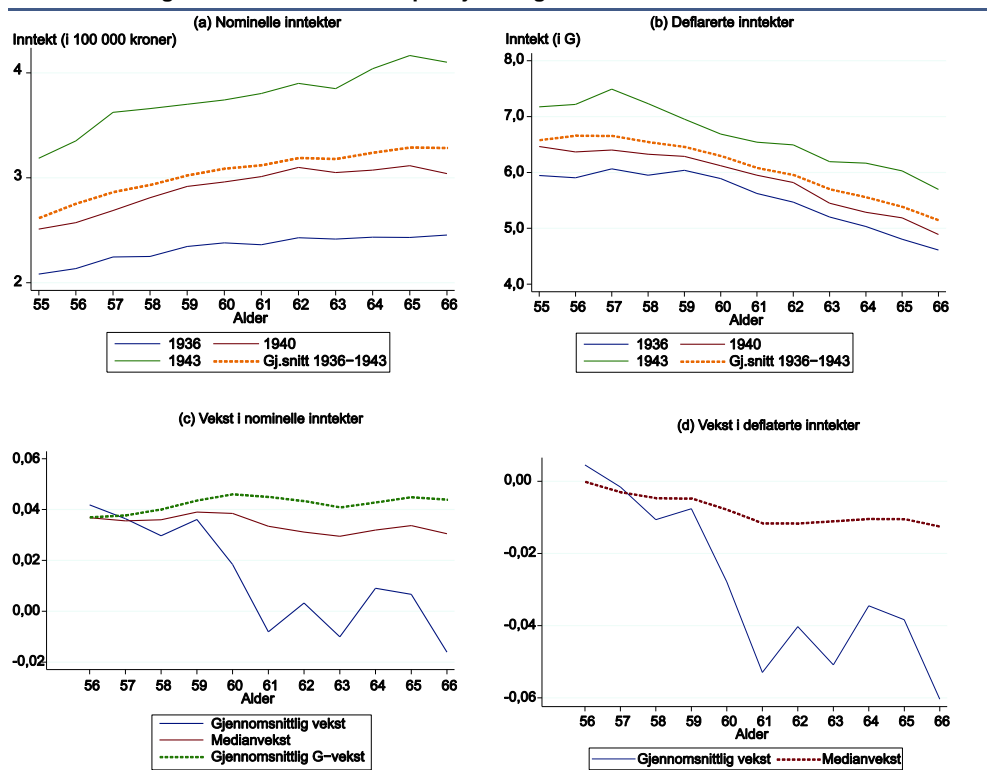 (a) Nominelle inntekter
Inntekt (i 100 000 kroner)
4
3
2
55 56 57 58 59 60 61 62 63 64 65 66
Alder
1936 1940
1943 Gj.snitt 1936-1943
(b) Deflarerte inntekter
Inntekt (i G)
8,0
7,0
6,0
5,0
4,0
55 56 57 58 59 60 61 62 63 64 65 66
Alder
1936 1940
1943 Gj.snitt 1936-1943
(c) Vekst i nominelle inntekter
0,06
0,04
0,02
0,00
-0,02
56 57 58 59 60 61 62 63 64 65 66
Alder
Gjennomsnittlig vekst
Medianvekst
Gjennomsnittlig G-vekst
(d) Vekst i deflaterte inntekter
0,00
-0,02
-0,04
-0,06
56 57 58 59 60 61 62 63 64 65 66
Alder
Gjennomsnittlig vekst Medianvekst